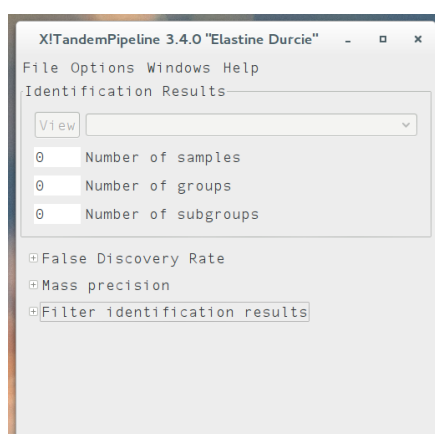 X!TandemPipeline 3.4.0 "Elastine Durcie"
File Options Windows Help
Identification Results
View
0 Number of samples
0 Number of groups
0 Number of subgroups
False Discovery Rate
Mass precision
Filter identification results